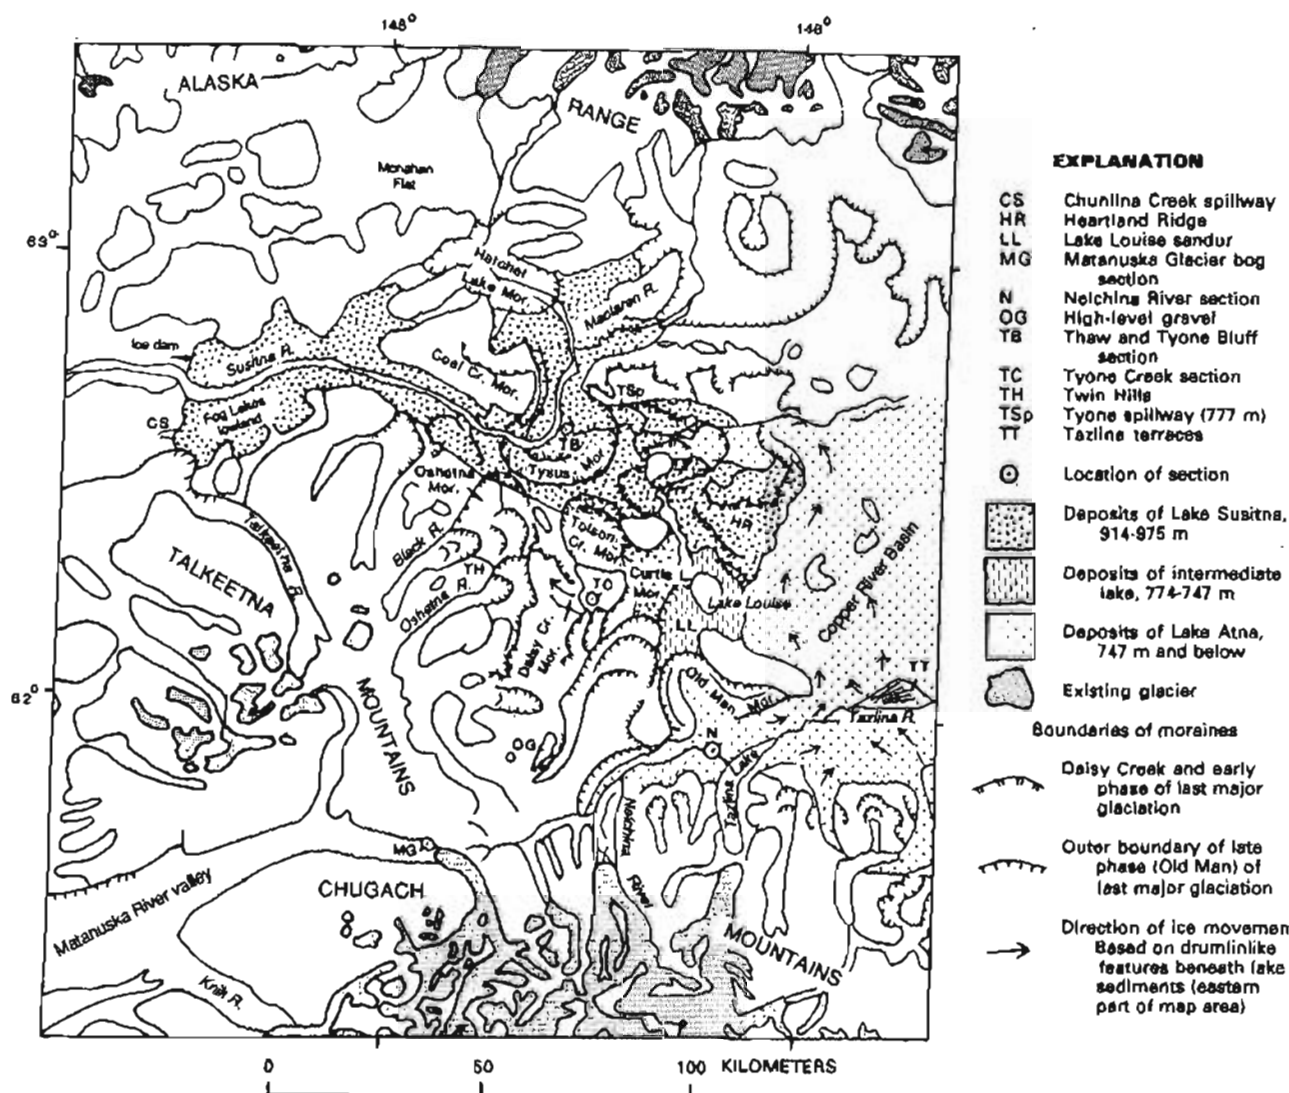 148°
146°
ALASKA
RANGE
Monahan
Flat
63°
Hatchet
Lake Mor.
Maclaren R.
Ice dam
Susitna R.
Coal Cr. Mor.
TSp
CS
Fog Lakes
lowland
TB
Tysus Mor.
Oshetna
Mor.
HR
Tolson
Cr. Mor.
Talkeetna R.
Black R.
TALKEETNA
TH
TC
Curtis L.
Mor.
Lake Louise
Copper River Basin
Oshetna R.
LL
Daisy Cr.
Mor.
TT
62°
MOUNTAINS
Old Man Mor.
Tazlina R.
OG
N
Tazlina Lake
Nelchina
River
MG
CHUGACH
Matanuska River valley
MOUNTAINS
Knik R.
0 50 100 KILOMETERS
EXPLANATION
CS Chunilna Creek spillway
HR Heartland Ridge
LL Lake Louise sandur
MG Matanuska Glacier bog
section
N Nelchina River section
OG High-level gravel
TB Thaw and Tyone Bluff
section
TC Tyone Creek section
TH Twin Hills
TSp Tyone spillway (777 m)
TT Tazlina terraces
Location of section
Deposits of Lake Susitna,
914-975 m
Deposits of intermediate
lake, 774-747 m
Deposits of Lake Atna,
747 m and below
Existing glacier
Boundaries of moraines
Daisy Creek and early
phase of last major
glaciation
Outer boundary of late
phase (Old Man) of
last major glaciation
Direction of ice movemen
Based on drumlinlike
features beneath lake
sediments (eastern
part of map area)